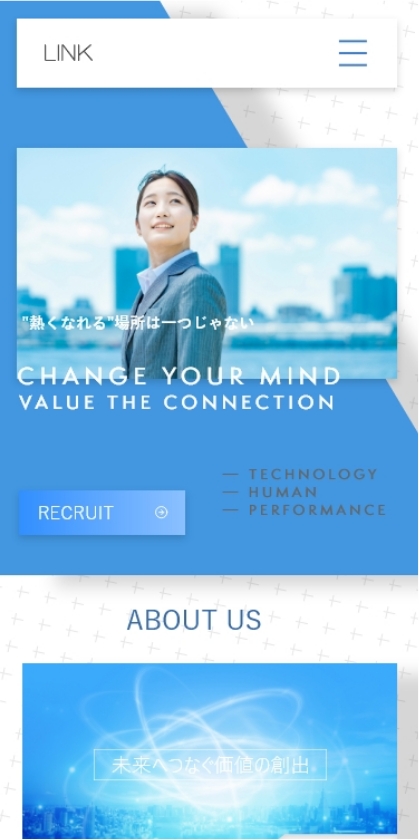 LINK
"熱くなれる"場所は一つじゃない
CHANGE YOUR MIND
VALUE THE CONNECTION
— TECHNOLOGY
— HUMAN
— PERFORMANCE
RECRUIT
ABOUT US
未来へつなぐ価値の創出